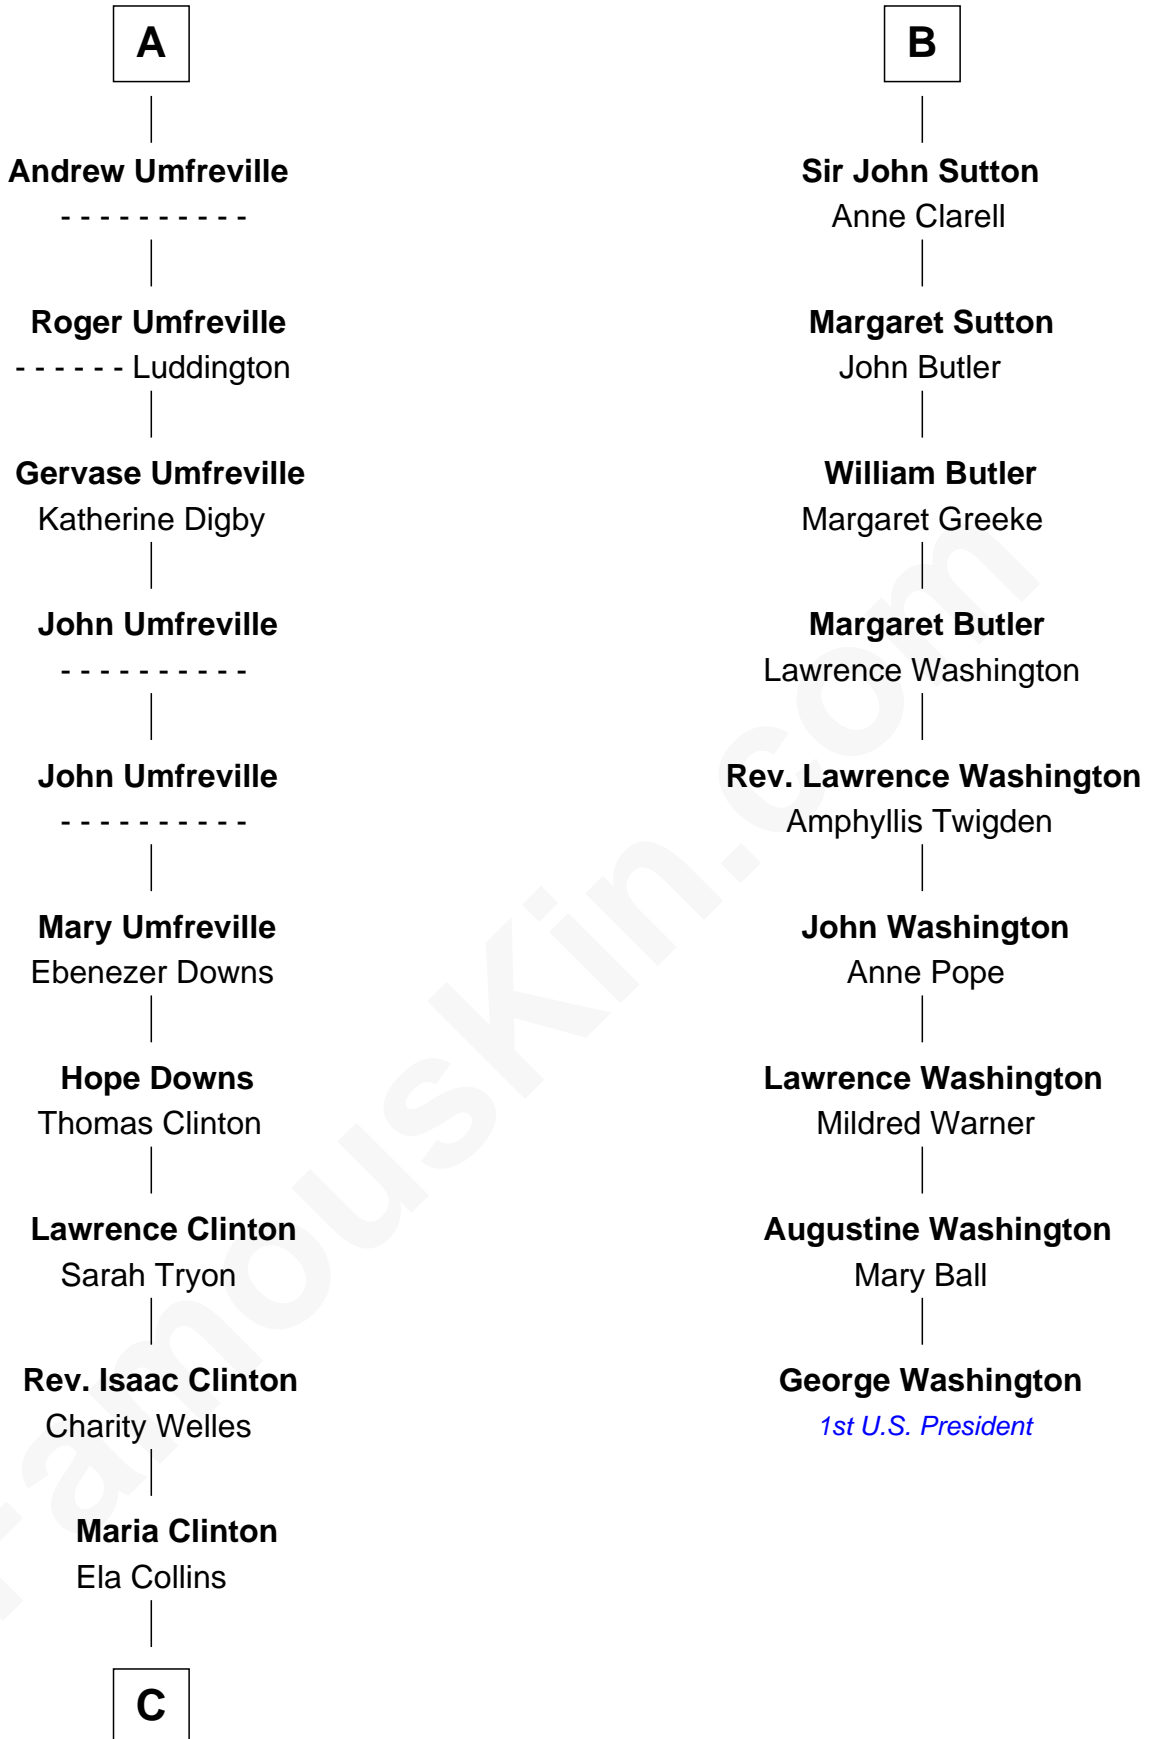 A
Andrew Umfreville
- - - - - - - - - -
Roger Umfreville
- - - - - - Luddington
Gervase Umfreville
Katherine Digby
John Umfreville
- - - - - - - - - -
John Umfreville
- - - - - - - - - -
Mary Umfreville
Ebenezer Downs
Hope Downs
Thomas Clinton
Lawrence Clinton
Sarah Tryon
Rev. Isaac Clinton
Charity Welles
Maria Clinton
Ela Collins
C
B
Sir John Sutton
Anne Clarell
Margaret Sutton
John Butler
William Butler
Margaret Greeke
Margaret Butler
Lawrence Washington
Rev. Lawrence Washington
Amphyllis Twigden
John Washington
Anne Pope
Lawrence Washington
Mildred Warner
Augustine Washington
Mary Ball
George Washington
1st U.S. President
FamousKin.com